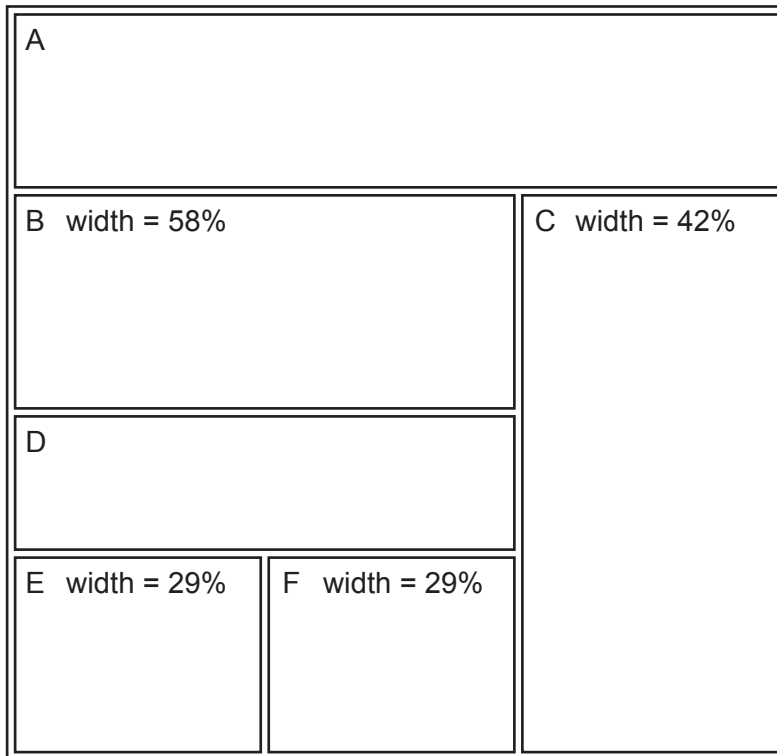 A
B width = 58%
C width = 42%
D
E width = 29%
F width = 29%